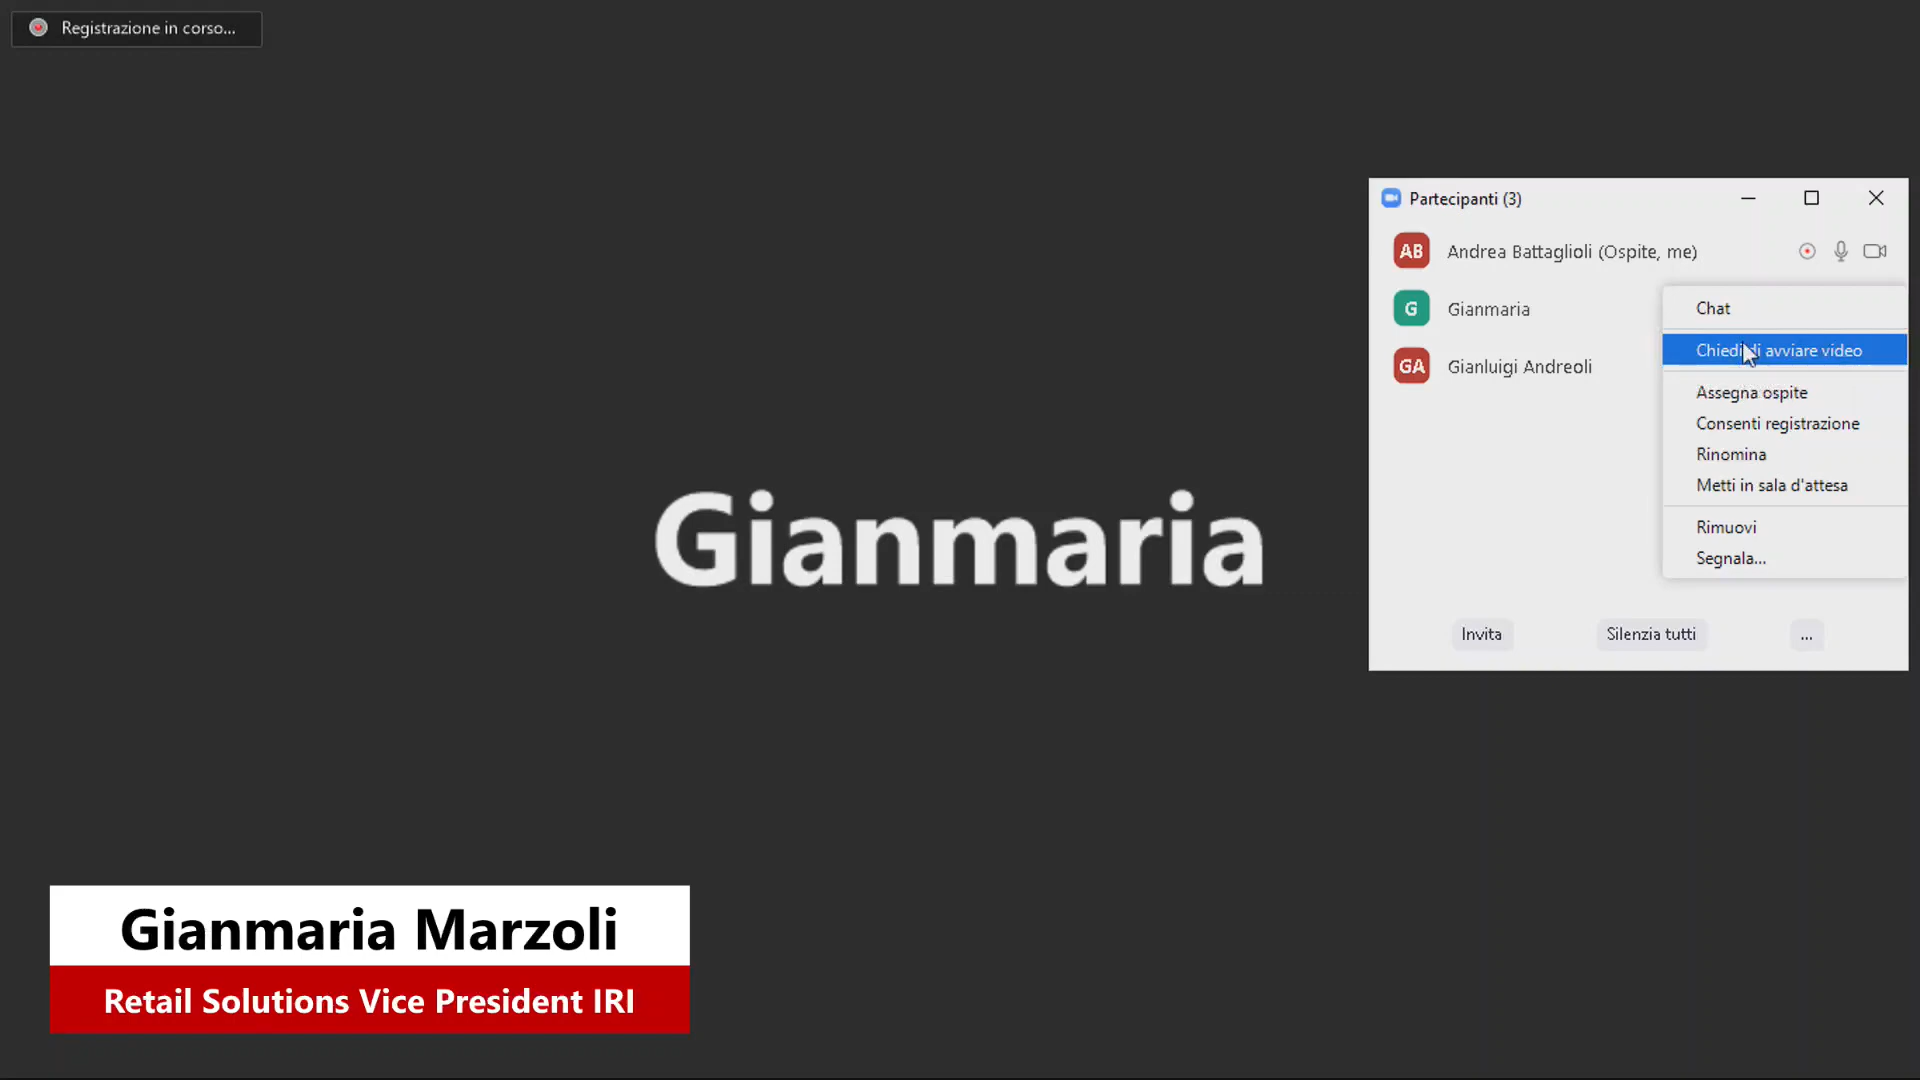 Registrazione in corso...
Partecipanti (3)
AB Andrea Battaglioli (Ospite, me)
G Gianmaria
GA Gianluigi Andreoli
Chat
Chiedi di avviare video
Assegna ospite
Consenti registrazione
Rinomina
Metti in sala d'attesa
Rimuovi
Segnala...
Invita
Silenzia tutti
...
Gianmaria
Gianmaria Marzoli
Retail Solutions Vice President IRI